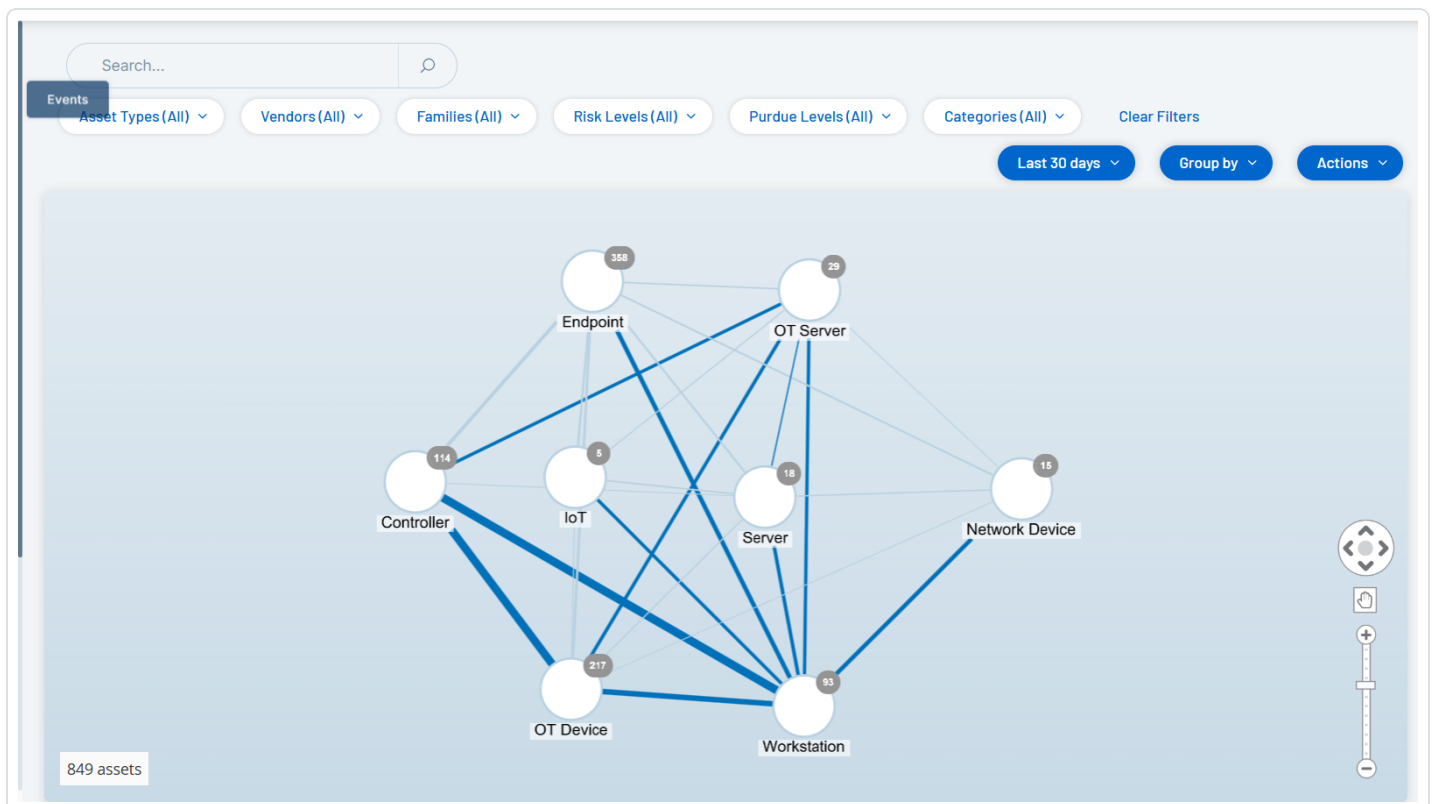 Search...
Events
Asset Types (All)
Vendors (All)
Families (All)
Risk Levels (All)
Purdue Levels (All)
Categories (All)
Clear Filters
Last 30 days
Group by
Actions
358
Endpoint
29
OT Server
114
Controller
5
IoT
18
Server
15
Network Device
217
OT Device
93
Workstation
849 assets